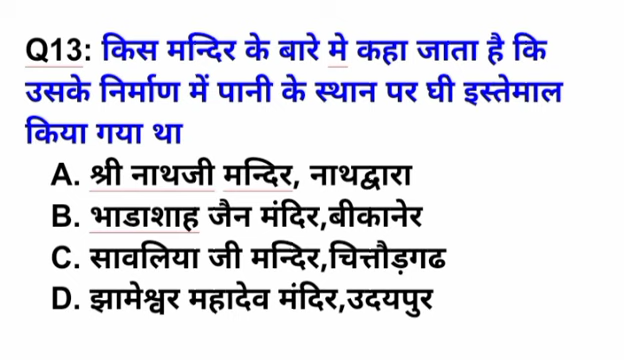 Q13: किस मन्दिर के बारे मे कहा जाता है कि
उसके निर्माण में पानी के स्थान पर घी इस्तेमाल
किया गया था
A. श्री नाथजी मन्दिर, नाथद्वारा
B. भाडाशाह जैन मंदिर,बीकानेर
C. सावलिया जी मन्दिर,चित्तौड़गढ
D. झामेश्वर महादेव मंदिर,उदयपुर